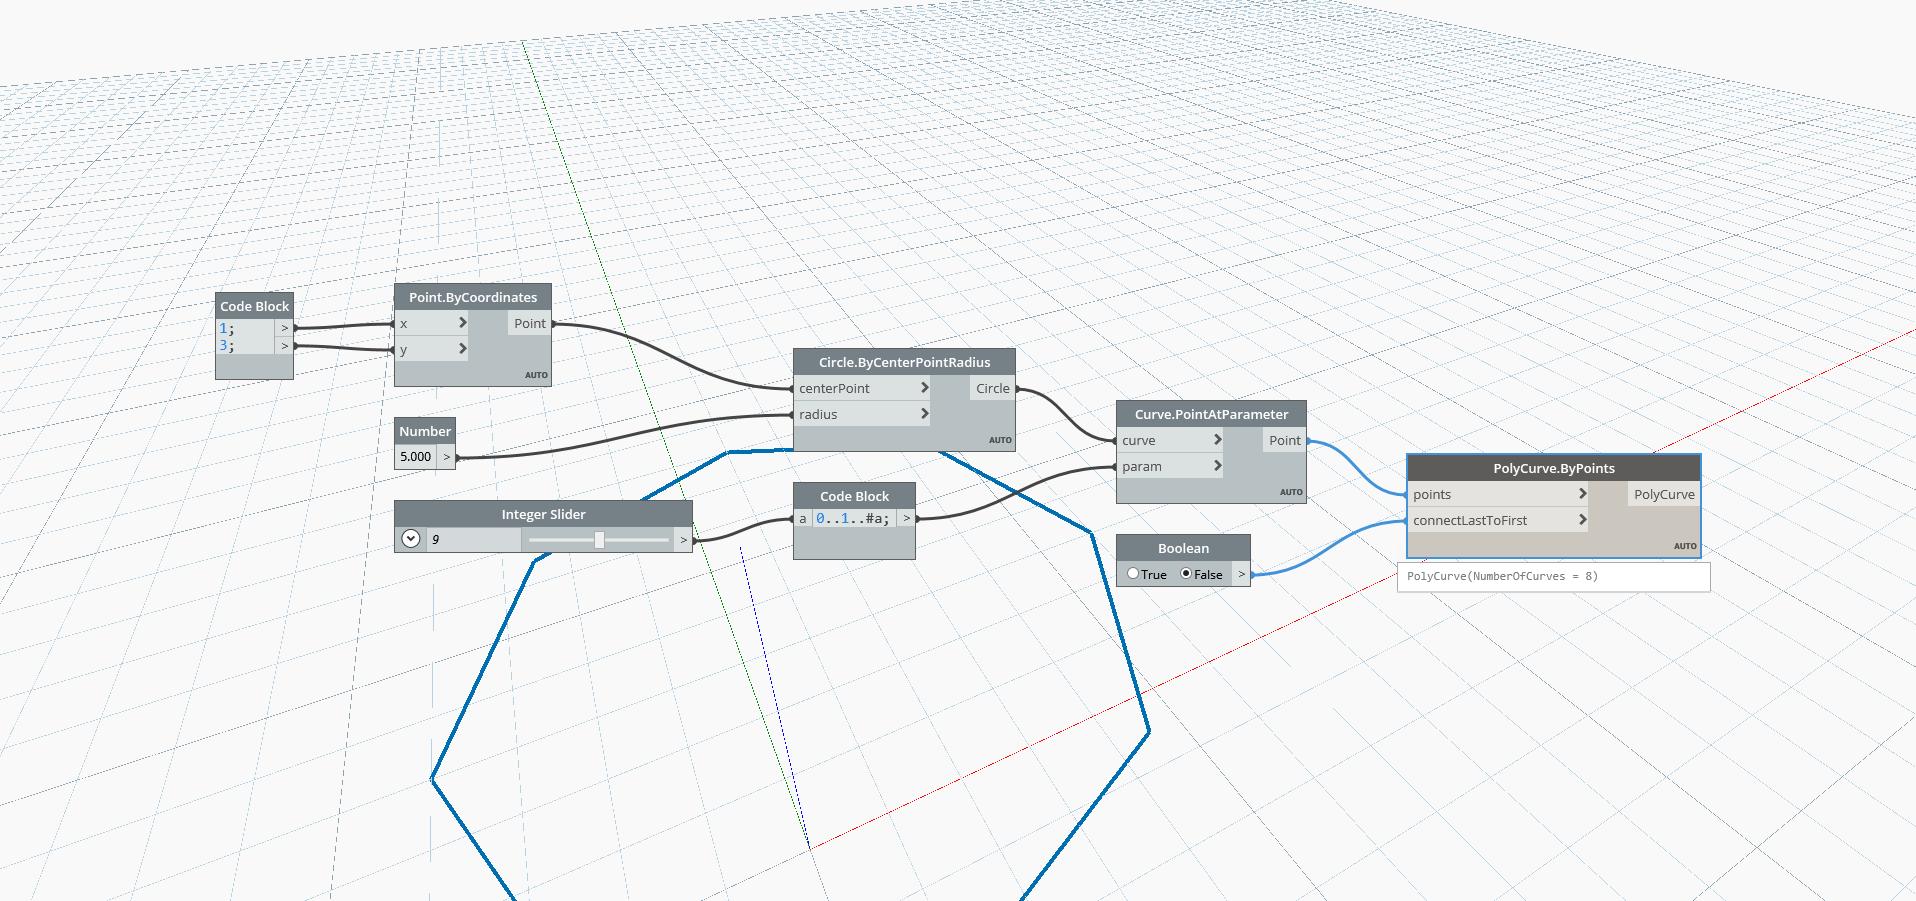 Code Block
1; >
3; >
Point.ByCoordinates
x Point
y
AUTO
Number
5.000 >
Integer Slider
9 >
Circle.ByCenterPointRadius
centerPoint Circle
radius
AUTO
Code Block
a 0..1..#a; >
Curve.PointAtParameter
curve Point
param
AUTO
Boolean
True False >
PolyCurve.ByPoints
points PolyCurve
connectLastToFirst
AUTO
PolyCurve(NumberOfCurves = 8)